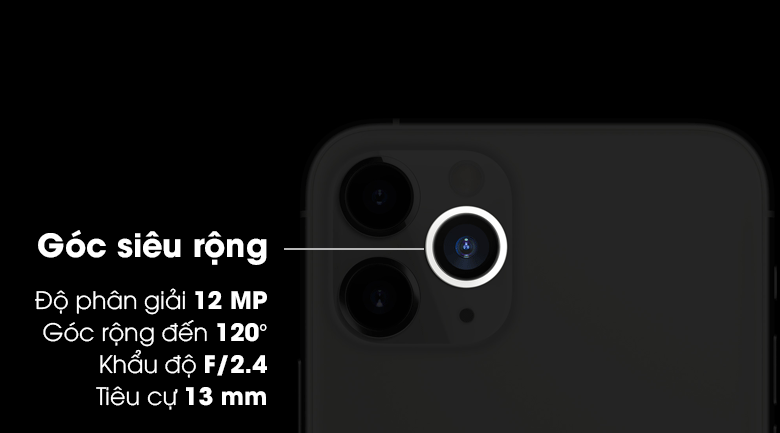 Góc siêu rộng
Độ phân giải 12 MP
Góc rộng đến 120º
Khẩu độ F/2.4
Tiêu cự 13 mm